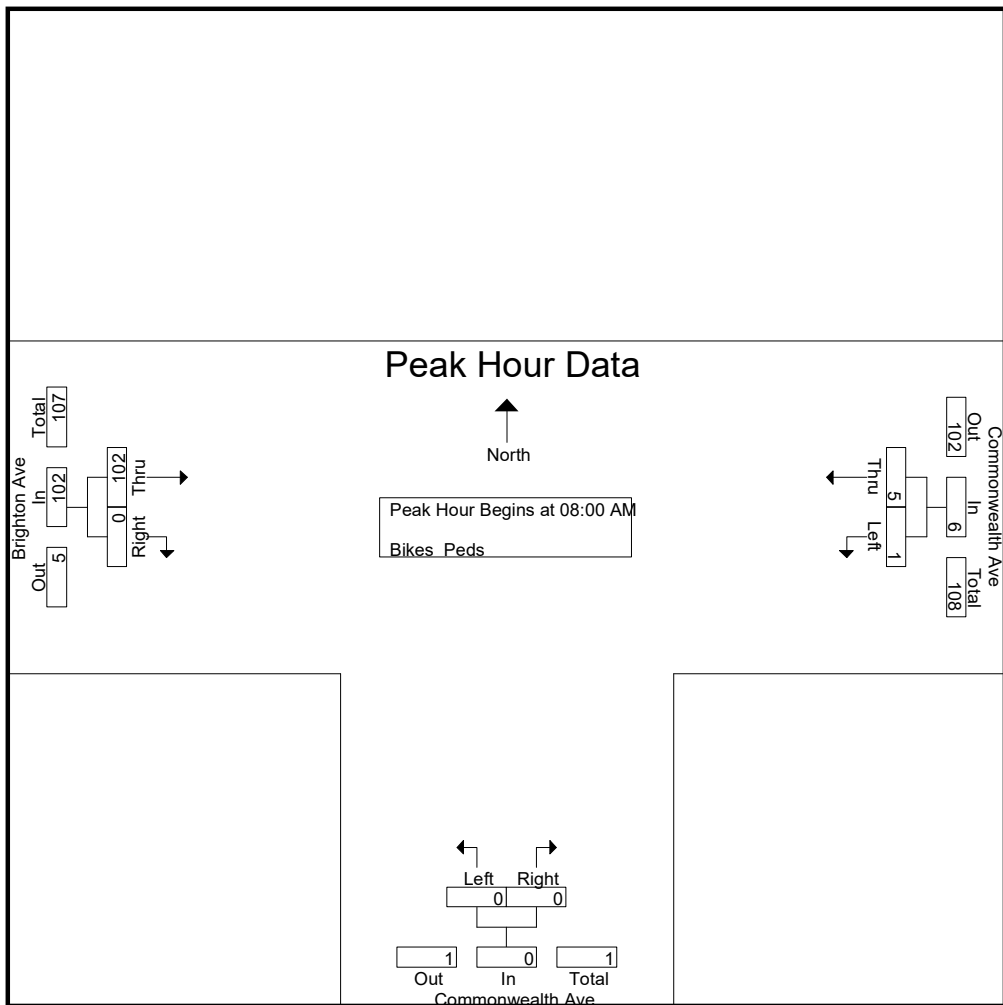 Peak Hour Data
North
Peak Hour Begins at 08:00 AM
Bikes Peds
Brighton Ave
Out In Total
5 102 107
Right Thru
0 102
Commonwealth Ave
Out In Total
102 6 108
Thru Left
5 1
Left Right
0 0
1 0 1
Out In Total
Commonwealth Ave